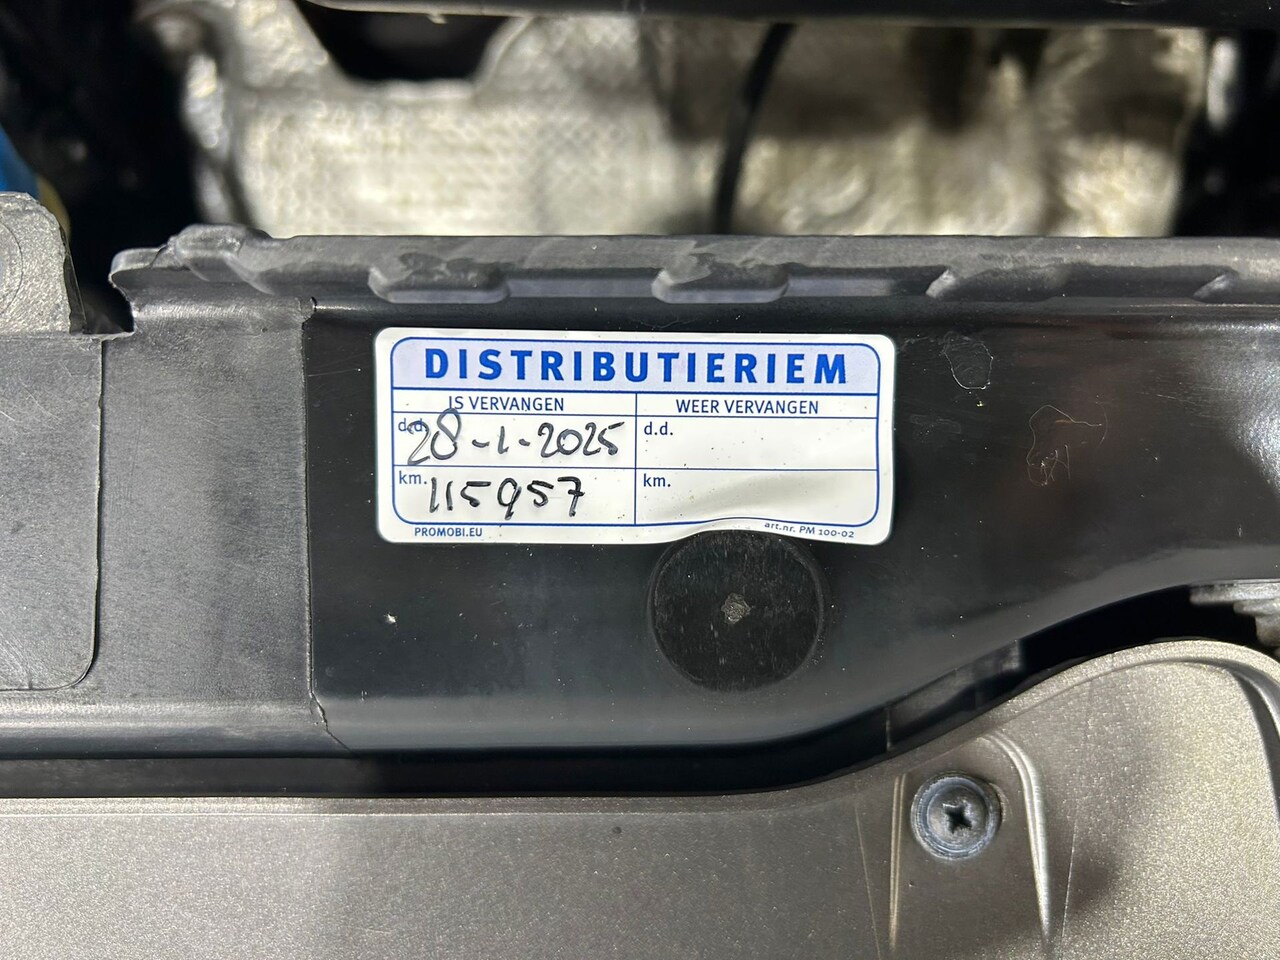 DISTRIBUTIERIEM
IS VERVANGEN WEER VERVANGEN
d.d. 28-1-2025 d.d.
km. 115957 km.
PROMOBI.EU art.nr. PM 100-02